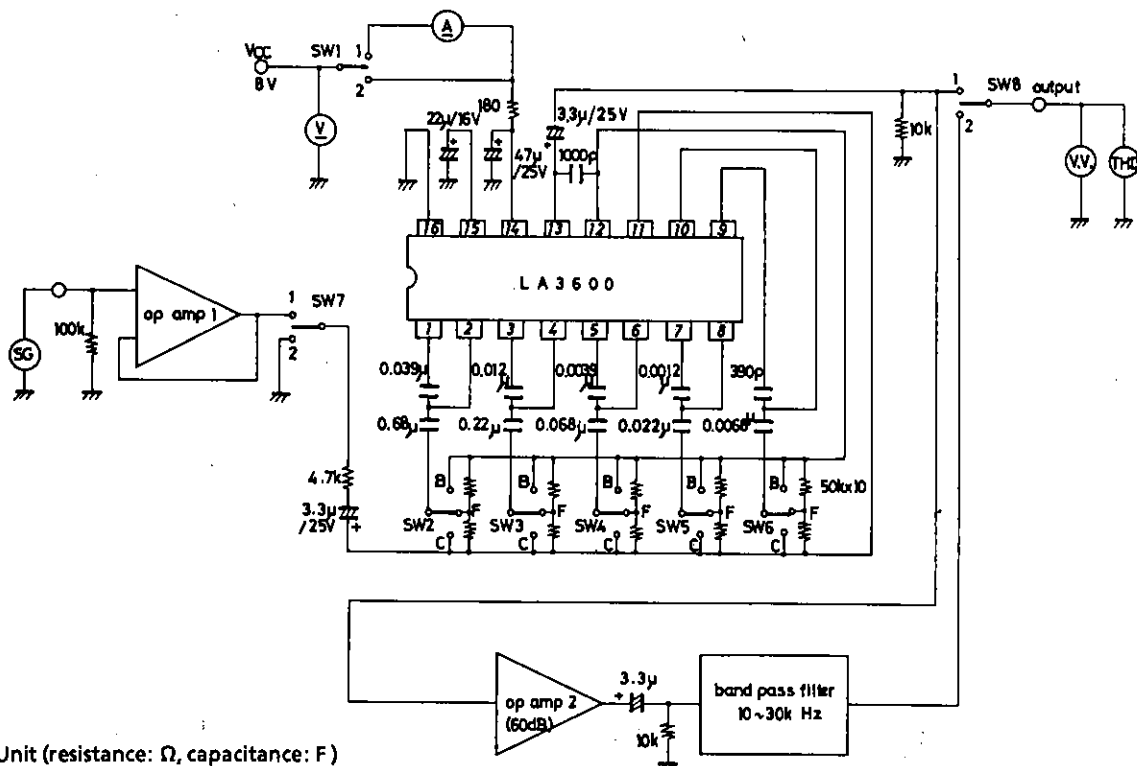 A
VCC
8 V
SW1
1
2
V
180
22μ/16V
47μ
/25V
3.3μ/25V
1000p
10k
1
2
SW8
output
V.V.
THD
16
15
14
13
12
11
10
9
LA3600
1
2
3
4
5
6
7
8
SG
100k
op amp 1
1
2
SW7
0.039μ
0.012
μ
0.0039
μ
0.0012
μ
390p
0.68μ
0.22μ
0.068μ
0.022μ
0.0068
μ
4.7k
3.3μ
/25V
B
B
B
B
B
50k×10
F
F
F
F
F
SW2
SW3
SW4
SW5
SW6
C
C
C
C
C
op amp 2
(60dB)
3.3μ
10k
band pass filter
10~30k Hz
Unit (resistance: Ω, capacitance: F )